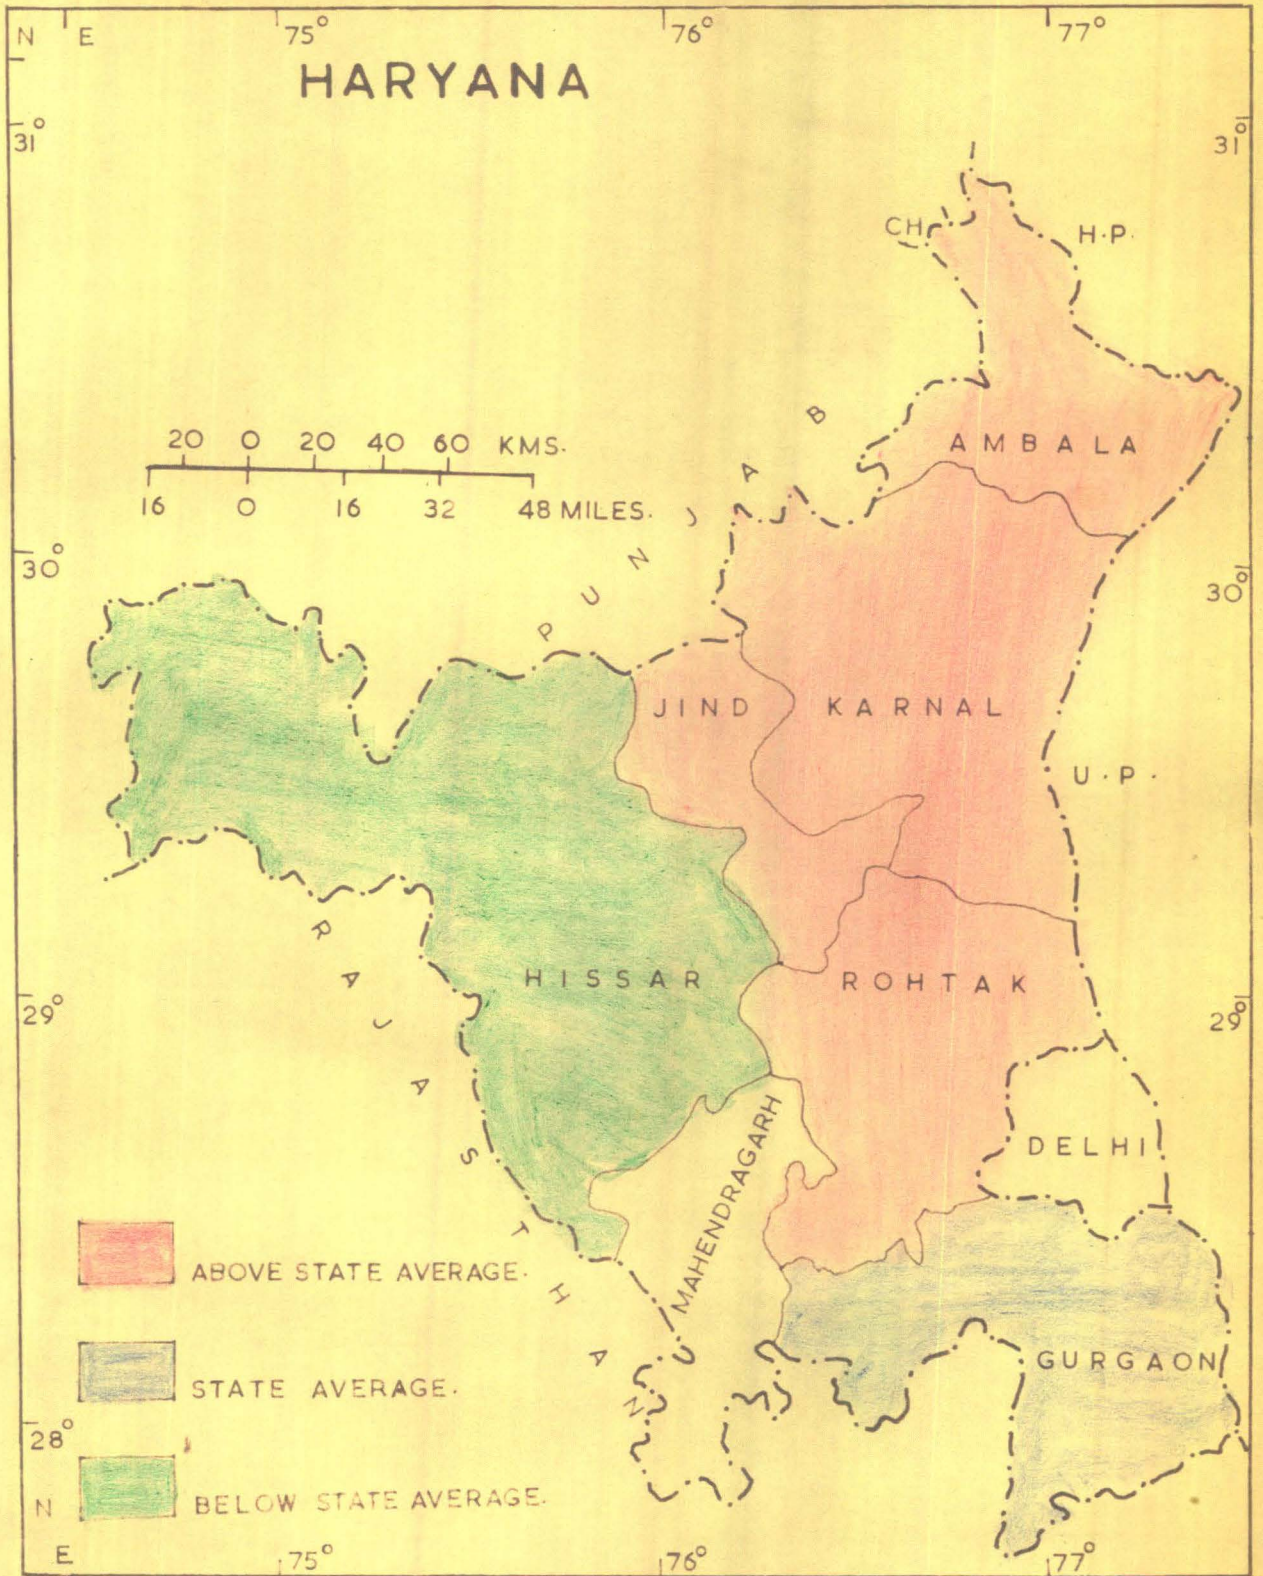 N E 75° 76° 77°
HARYANA
31° 31°
CH. H.P.
20 0 20 40 60 KMS.
16 0 16 32 48 MILES.
PUNJAB
AMBALA
30° 30°
JIND KARNAL
U.P.
RAJASTHAN
HISSAR ROHTAK
29° 29°
MAHENDRAGARH
DELHI
ABOVE STATE AVERAGE.
GURGAON
STATE AVERAGE.
28°
BELOW STATE AVERAGE.
N
E 75° 76° 77°